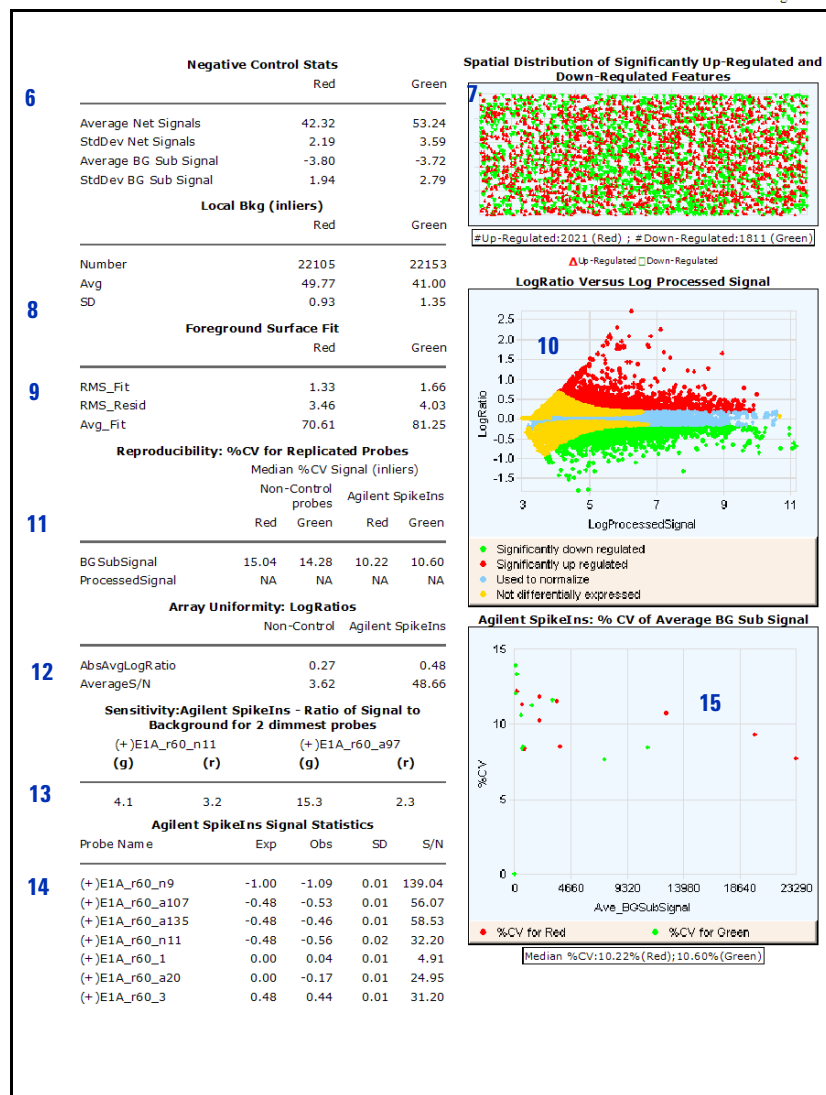 6
Negative Control Stats
Red Green
Average Net Signals 42.32 53.24
StdDev Net Signals 2.19 3.59
Average BG Sub Signal -3.80 -3.72
StdDev BG Sub Signal 1.94 2.79
Local Bkg (inliers)
Red Green
Number 22105 22153
Avg 49.77 41.00
8
SD 0.93 1.35
Foreground Surface Fit
Red Green
9
RMS_Fit 1.33 1.66
RMS_Resid 3.46 4.03
Avg_Fit 70.61 81.25
Reproducibility: %CV for Replicated Probes
Median %CV Signal (inliers)
Non-Control probes Agilent SpikeIns
11
Red Green Red Green
BGSubSignal 15.04 14.28 10.22 10.60
ProcessedSignal NA NA NA NA
Array Uniformity: LogRatios
Non-Control Agilent SpikeIns
12
AbsAvgLogRatio 0.27 0.48
AverageS/N 3.62 48.66
Sensitivity:Agilent SpikeIns - Ratio of Signal to
Background for 2 dimmest probes
(+)E1A_r60_n11 (+)E1A_r60_a97
(g) (r) (g) (r)
13
4.1 3.2 15.3 2.3
Agilent SpikeIns Signal Statistics
Probe Name Exp Obs SD S/N
14
(+)E1A_r60_n9 -1.00 -1.09 0.01 139.04
(+)E1A_r60_a107 -0.48 -0.53 0.01 56.07
(+)E1A_r60_a135 -0.48 -0.46 0.01 58.53
(+)E1A_r60_n11 -0.48 -0.56 0.02 32.20
(+)E1A_r60_1 0.00 0.04 0.01 4.91
(+)E1A_r60_a20 0.00 -0.17 0.01 24.95
(+)E1A_r60_3 0.48 0.44 0.01 31.20
Spatial Distribution of Significantly Up-Regulated and
Down-Regulated Features
7
#Up-Regulated:2021 (Red) ; #Down-Regulated:1811 (Green)
Up-Regulated Down-Regulated
LogRatio Versus Log Processed Signal
10
2.5
2.0
1.5
1.0
0.5
0.0
-0.5
-1.0
-1.5
LogRatio
3 5 7 9 11
LogProcessedSignal
Significantly down regulated
Significantly up regulated
Used to normalize
Not differentially expressed
Agilent SpikeIns: % CV of Average BG Sub Signal
15
15
10
5
0
%CV
0 4660 9320 13980 18640 23290
Ave_BGSubSignal
%CV for Red %CV for Green
Median %CV:10.22%(Red);10.60%(Green)